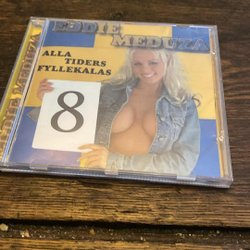 EDDIE
MEDUZA
ALLA
TIDERS
FYLLEKALAS
8
EDDIE MEDUZA